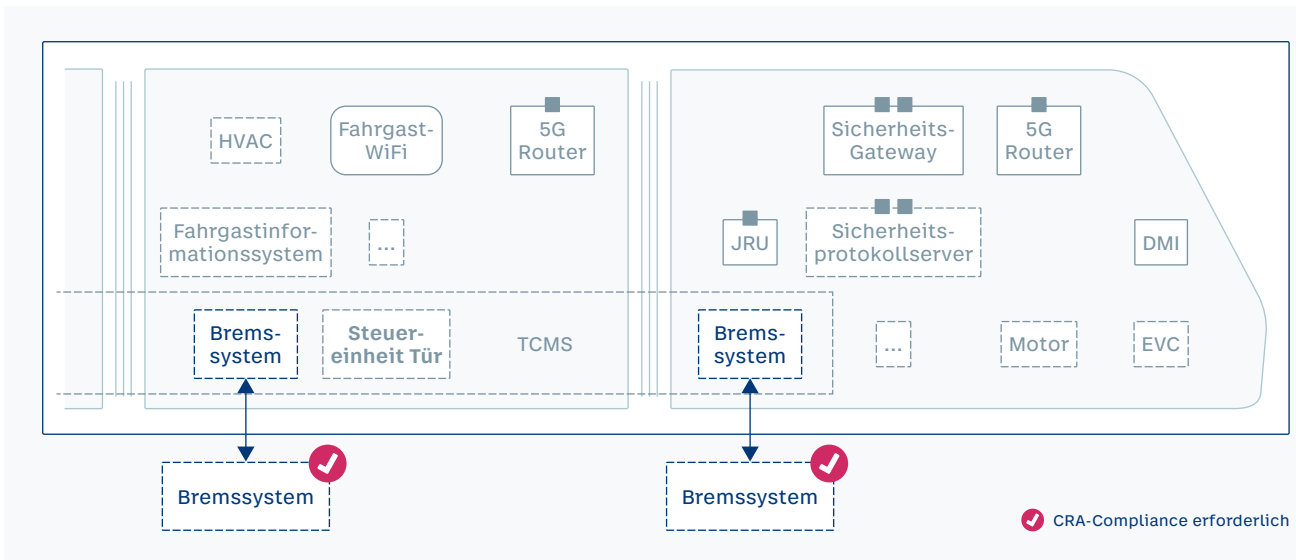 HVAC
Fahrgast-
WiFi
5G
Router
Sicherheits-
Gateway
5G
Router
Fahrgastinfor-
mationssystem
...
JRU
Sicherheits-
protokollserver
DMI
Brems-
system
Steuer-
einheit Tür
TCMS
Brems-
system
...
Motor
EVC
Bremssystem
Bremssystem
CRA-Compliance erforderlich